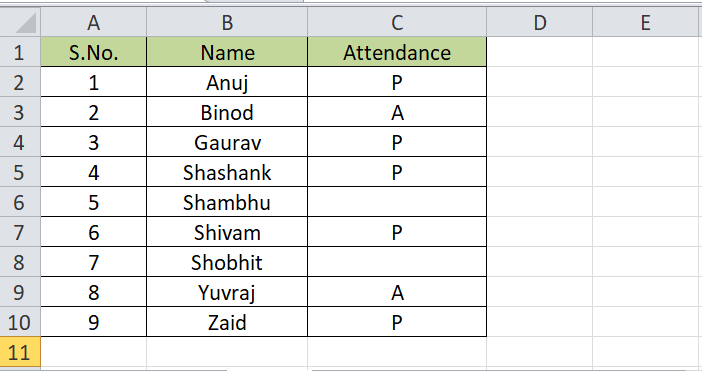 A B C D E
1 S.No. Name Attendance
2 1 Anuj P
3 2 Binod A
4 3 Gaurav P
5 4 Shashank P
6 5 Shambhu
7 6 Shivam P
8 7 Shobhit
9 8 Yuvraj A
10 9 Zaid P
11